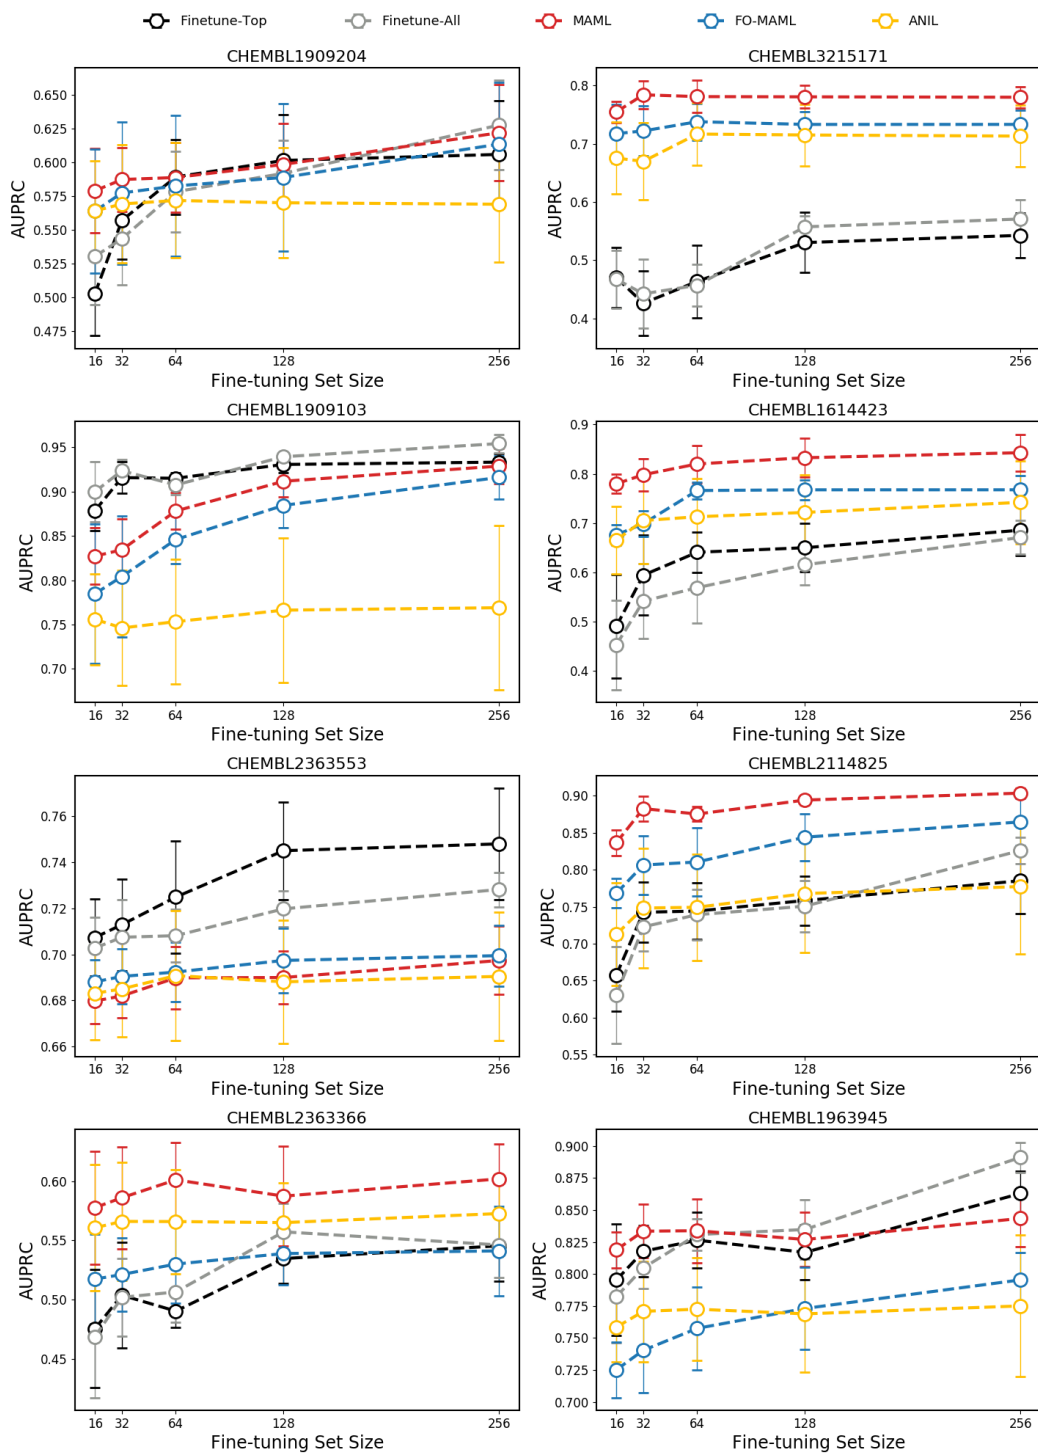 Finetune-Top Finetune-All MAML FO-MAML ANIL
CHEMBL1909204
AUPRC
0.650
0.625
0.600
0.575
0.550
0.525
0.500
0.475
16 32 64 128 256
Fine-tuning Set Size
CHEMBL3215171
AUPRC
0.8
0.7
0.6
0.5
0.4
16 32 64 128 256
Fine-tuning Set Size
CHEMBL1909103
AUPRC
0.95
0.90
0.85
0.80
0.75
0.70
16 32 64 128 256
Fine-tuning Set Size
CHEMBL1614423
AUPRC
0.9
0.8
0.7
0.6
0.5
0.4
16 32 64 128 256
Fine-tuning Set Size
CHEMBL2363553
AUPRC
0.76
0.74
0.72
0.70
0.68
0.66
16 32 64 128 256
Fine-tuning Set Size
CHEMBL2114825
AUPRC
0.90
0.85
0.80
0.75
0.70
0.65
0.60
0.55
16 32 64 128 256
Fine-tuning Set Size
CHEMBL2363366
AUPRC
0.60
0.55
0.50
0.45
16 32 64 128 256
Fine-tuning Set Size
CHEMBL1963945
AUPRC
0.900
0.875
0.850
0.825
0.800
0.775
0.750
0.725
0.700
16 32 64 128 256
Fine-tuning Set Size